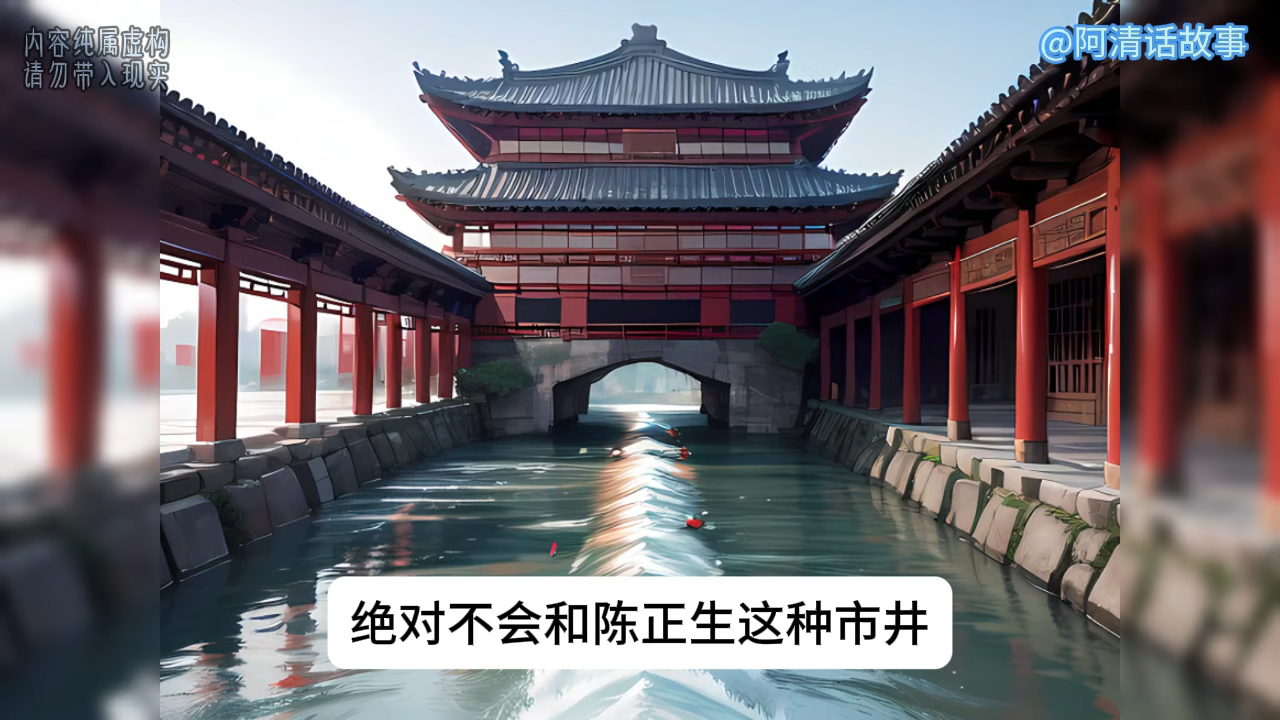 内容纯属虚构
请勿带入现实
@阿清话故事
绝对不会和陈正生这种市井